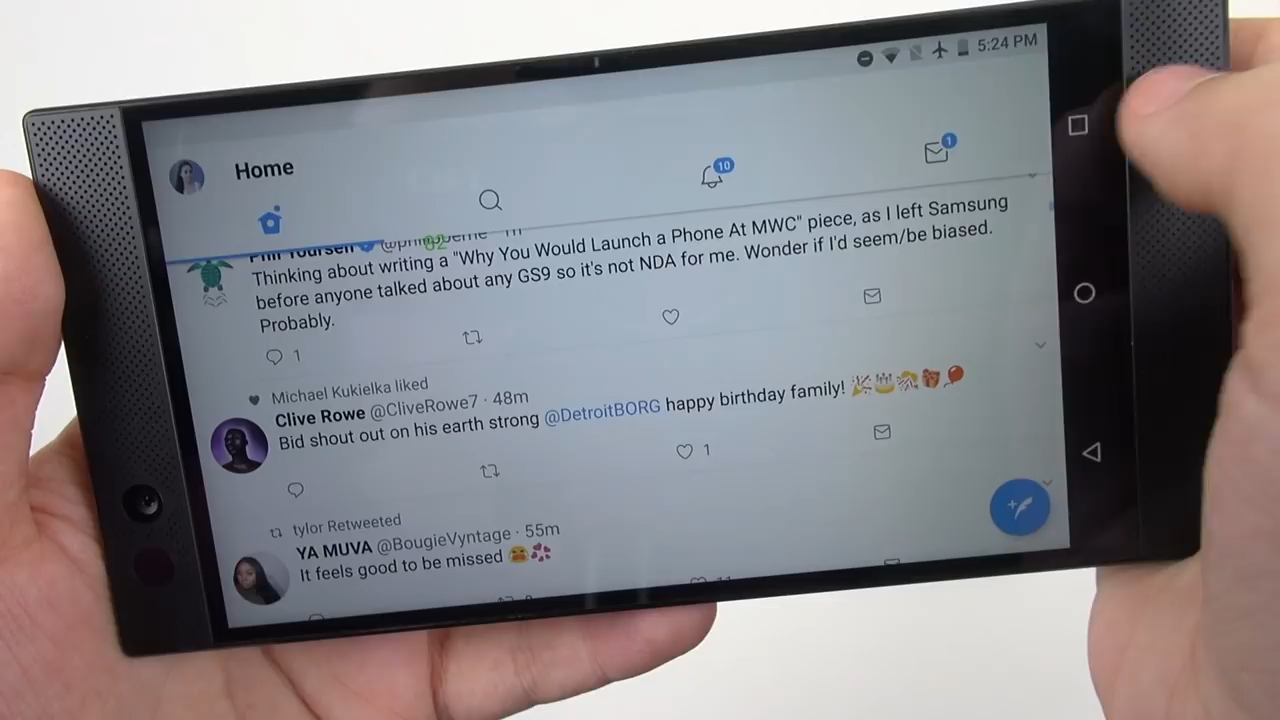 5:24 PM
Home
10
1
Phil Yourself
Thinking about writing a "Why You Would Launch a Phone At MWC" piece, as I left Samsung
before anyone talked about any GS9 so it's not NDA for me. Wonder if I'd seem/be biased.
Probably.
1
Michael Kukielka liked
Clive Rowe @CliveRowe7 · 48m
Bid shout out on his earth strong @DetroitBORG happy birthday family! 🎉🎂🎊🎁🎈
1
tylor Retweeted
YA MUVA @BougieVyntage · 55m
It feels good to be missed 😫💞